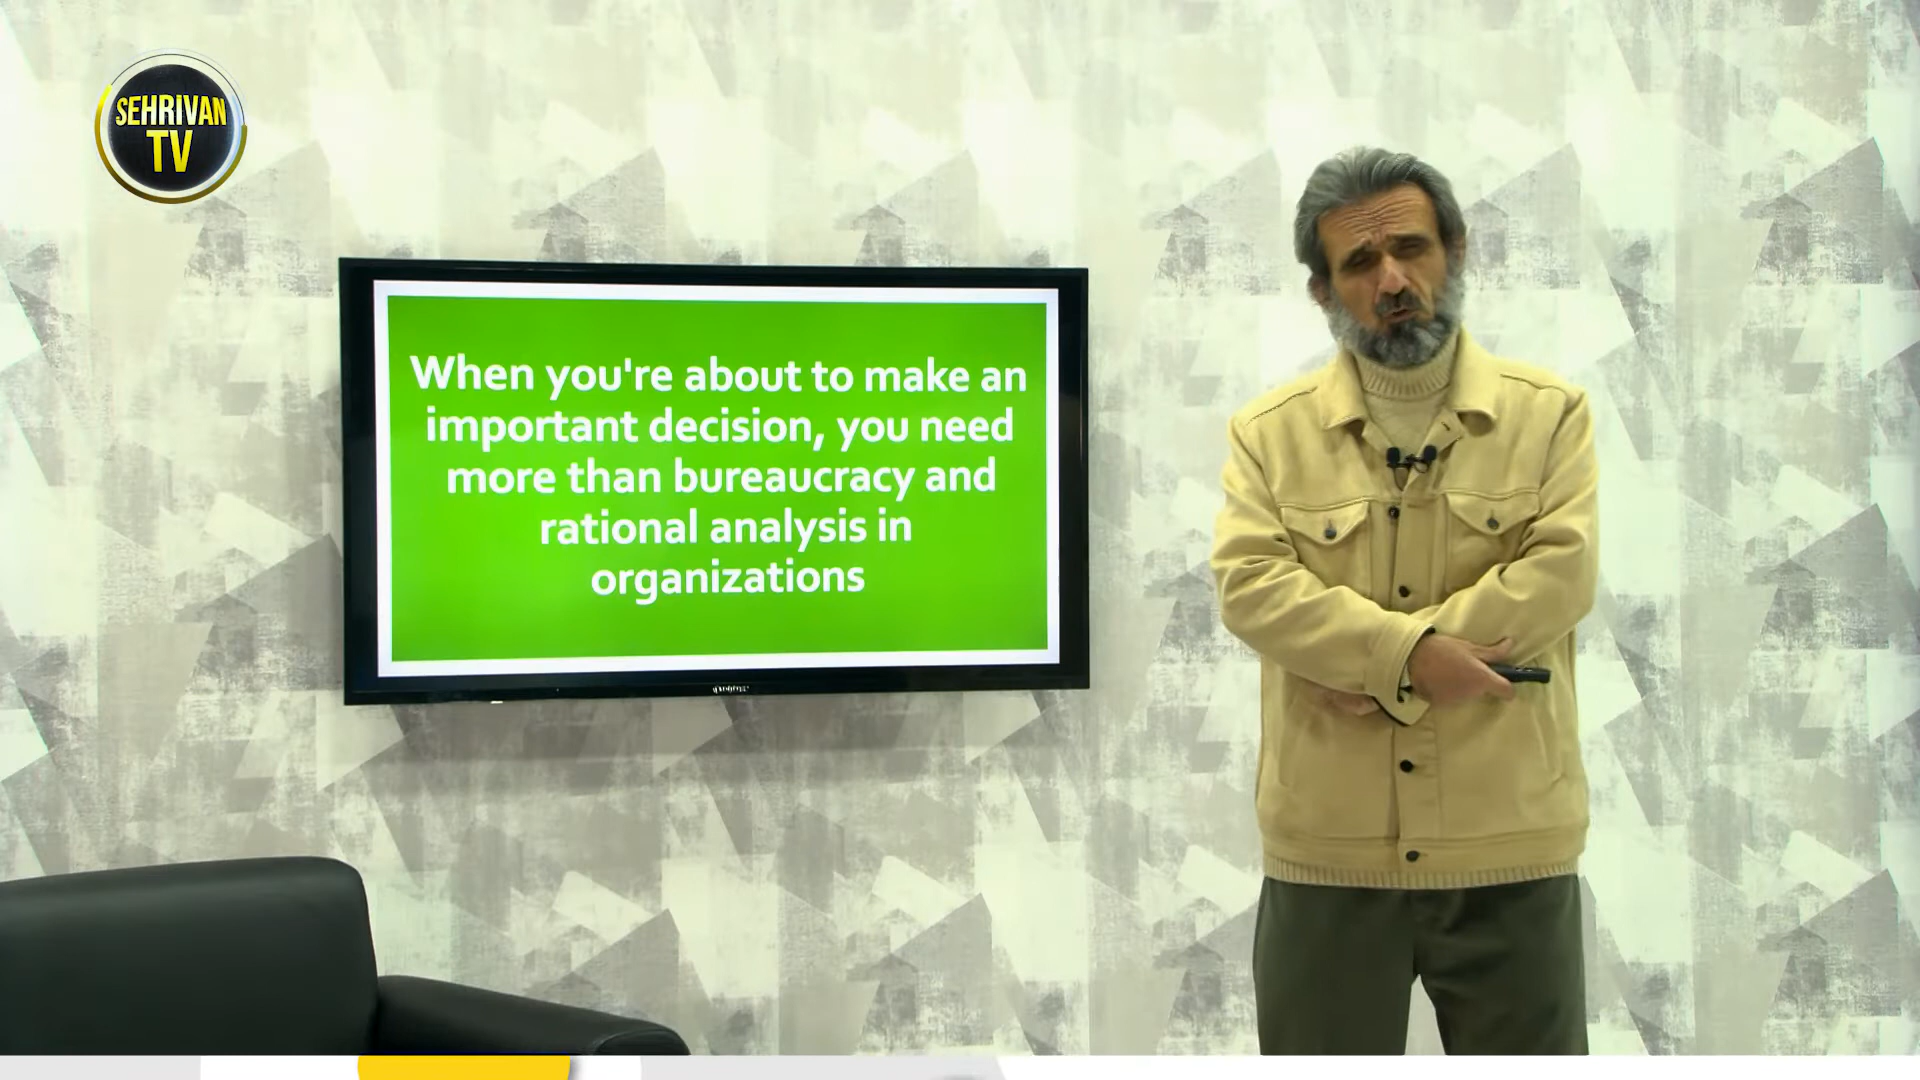 SEHRIVAN
TV
When you're about to make an
important decision, you need
more than bureaucracy and
rational analysis in
organizations